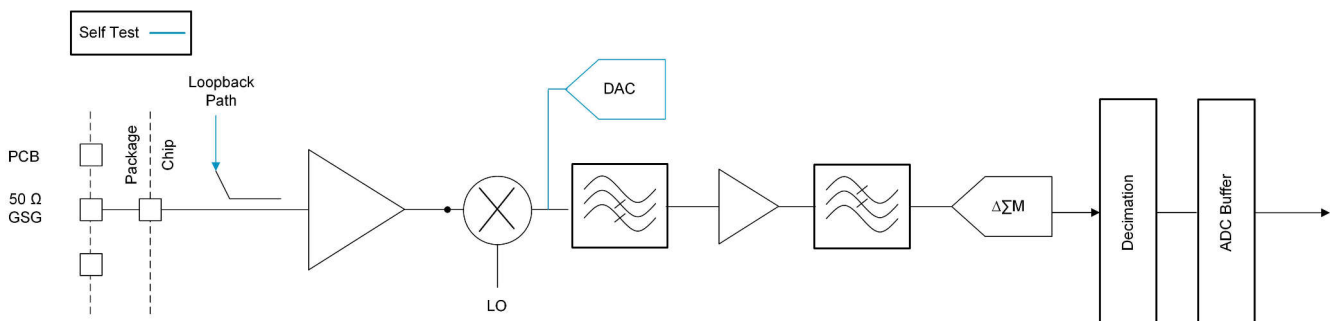 Self Test
Loopback
Path
DAC
PCB
50 Ω
GSG
Package
Chip
LO
ΔΣM
Decimation
ADC Buffer